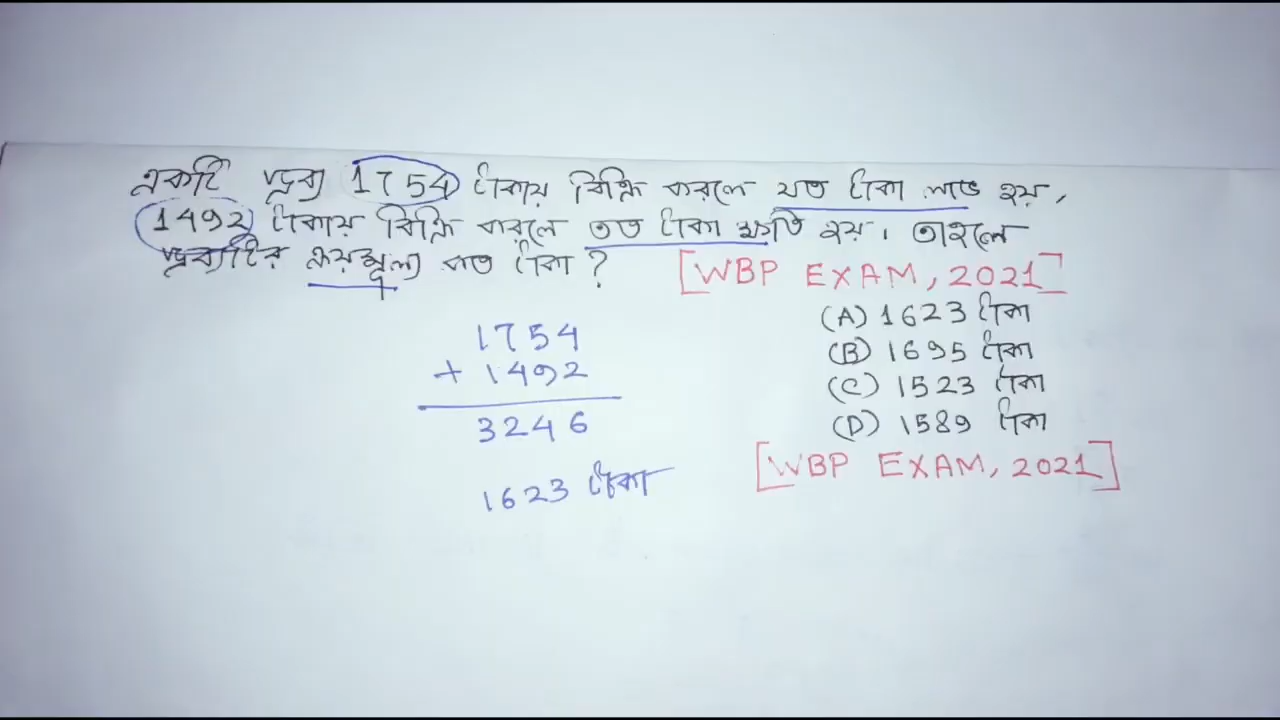 একটি দ্রব্য 1754 টাকায় বিক্রি করলে যত টাকা লাভ হয়,
1492 টাকায় বিক্রি করলে তত টাকা ক্ষতি হয়। তাহলে
দ্রব্যটির ক্রয়মূল্য কত টাকা?
[WBP EXAM, 2021]
(A) 1623 টাকা
(B) 1695 টাকা
(C) 1523 টাকা
(D) 1589 টাকা
[WBP EXAM, 2021]
1754
+ 1492
3246
1623 টাকা